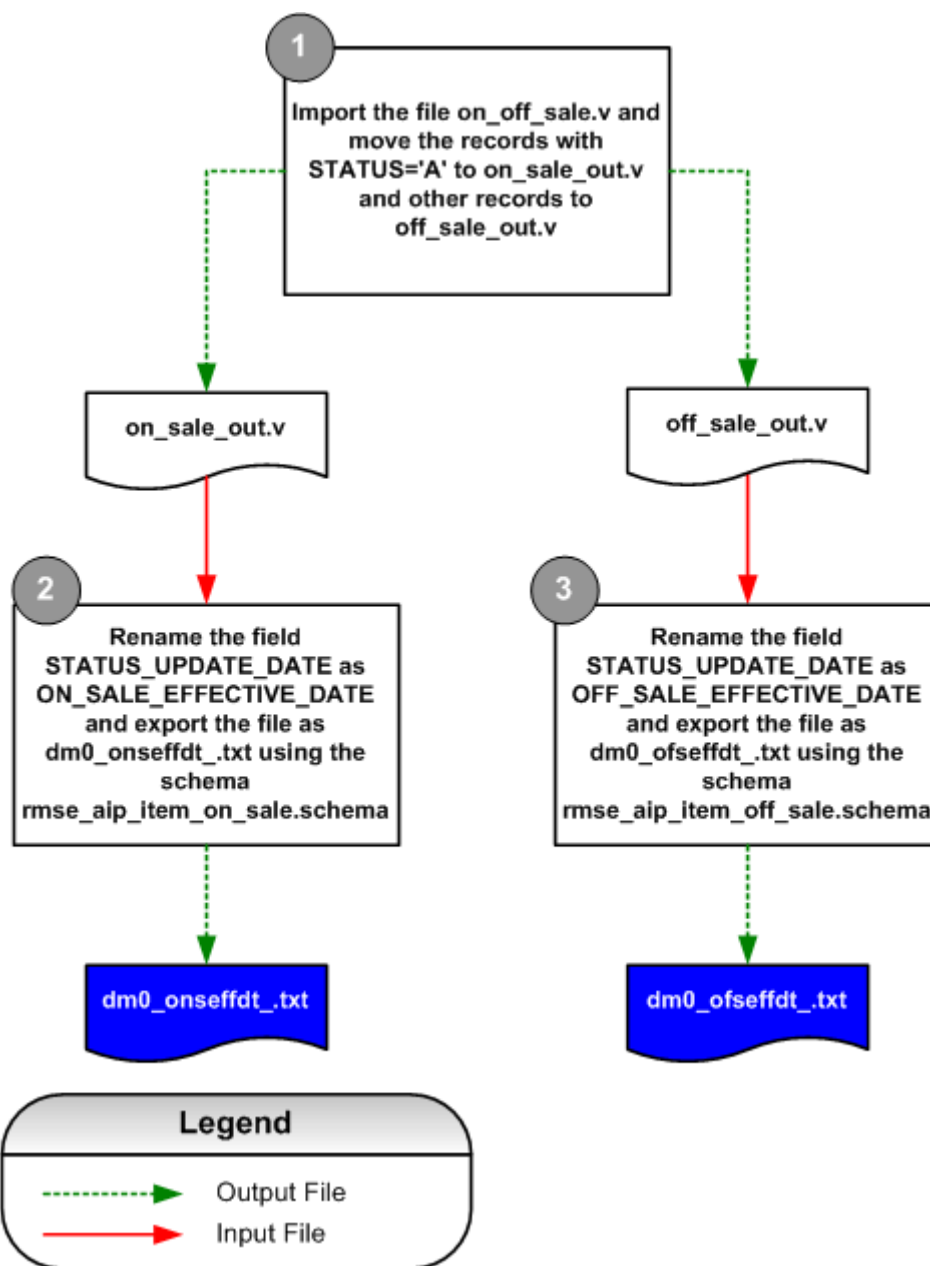 1
Import the file on_off_sale.v and
move the records with
STATUS='A' to on_sale_out.v
and other records to
off_sale_out.v
on_sale_out.v
off_sale_out.v
2
Rename the field
STATUS_UPDATE_DATE as
ON_SALE_EFFECTIVE_DATE
and export the file as
dm0_onseffdt_.txt using the
schema
rmse_aip_item_on_sale.schema
3
Rename the field
STATUS_UPDATE_DATE as
OFF_SALE_EFFECTIVE_DATE
and export the file as
dm0_ofseffdt_.txt using the
schema
rmse_aip_item_off_sale.schema
dm0_onseffdt_.txt
dm0_ofseffdt_.txt
Legend
Output File
Input File